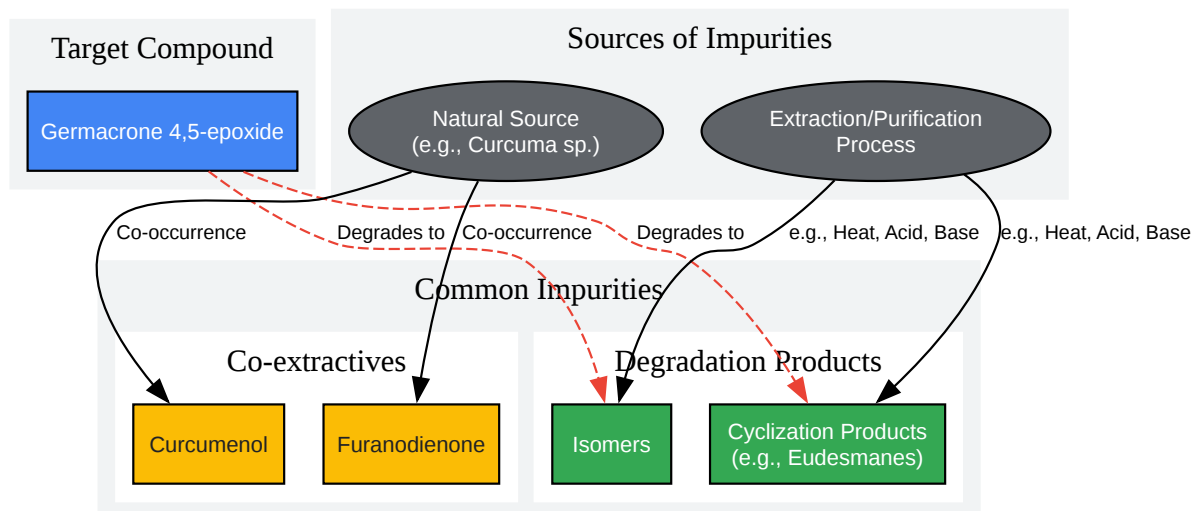 Target Compound
Germacrone 4,5-epoxide
Sources of Impurities
Natural Source
(e.g., Curcuma sp.)
Extraction/Purification
Process
Co-occurrence
Degrades to
Co-occurrence
Degrades to
e.g., Heat, Acid, Base
e.g., Heat, Acid, Base
Common Impurities
Co-extractives
Degradation Products
Curcumenol
Furanodienone
Isomers
Cyclization Products
(e.g., Eudesmanes)